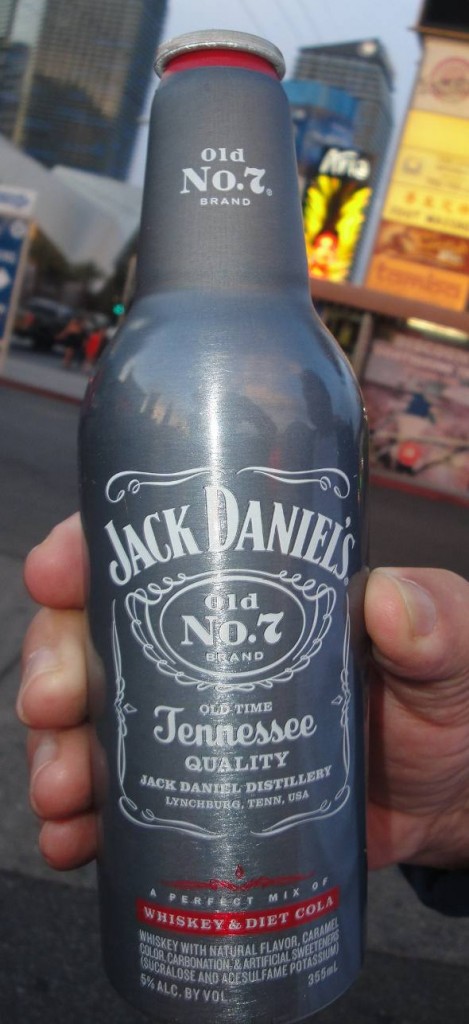 Old
No.7
BRAND
Aria
JACK DANIEL'S
Old
No.7
BRAND
OLD TIME
Tennessee
QUALITY
JACK DANIEL DISTILLERY
LYNCHBURG, TENN, USA
A PERFECT MIX OF
WHISKEY & DIET COLA
WHISKEY WITH NATURAL FLAVOR, CARAMEL
COLOR, CARBONATION, & ARTIFICIAL SWEETENERS
(SUCRALOSE AND ACESULFAME POTASSIUM)
5% ALC. BY VOL. 355mL